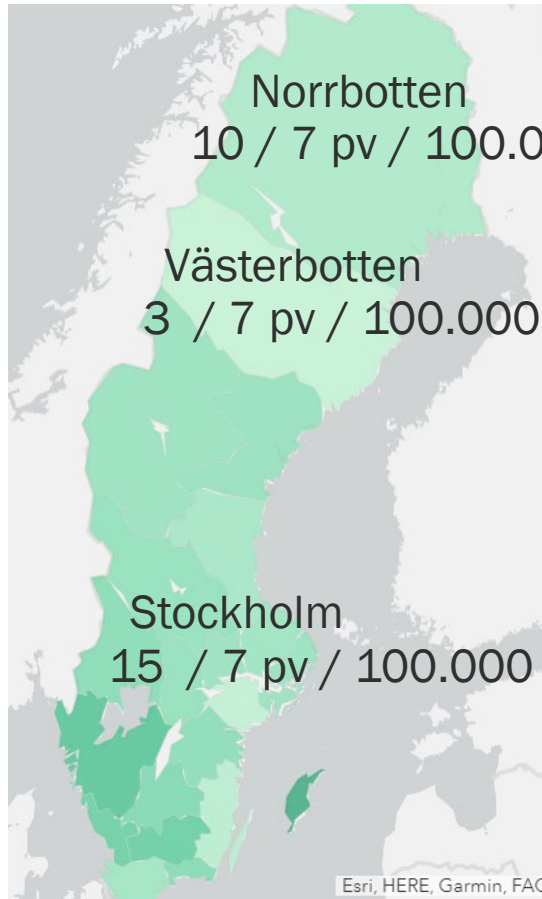 Norrbotten
10 / 7 pv / 100.0
Västerbotten
3 / 7 pv / 100.000
Stockholm
15 / 7 pv / 100.000
Esri, HERE, Garmin, FAO